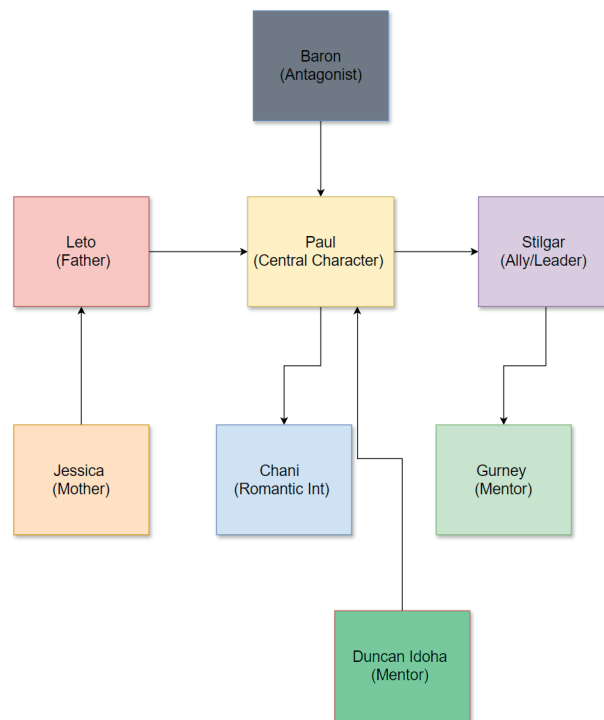 Baron
(Antagonist)
Leto
(Father)
Paul
(Central Character)
Stilgar
(Ally/Leader)
Jessica
(Mother)
Chani
(Romantic Int)
Gurney
(Mentor)
Duncan Idoha
(Mentor)